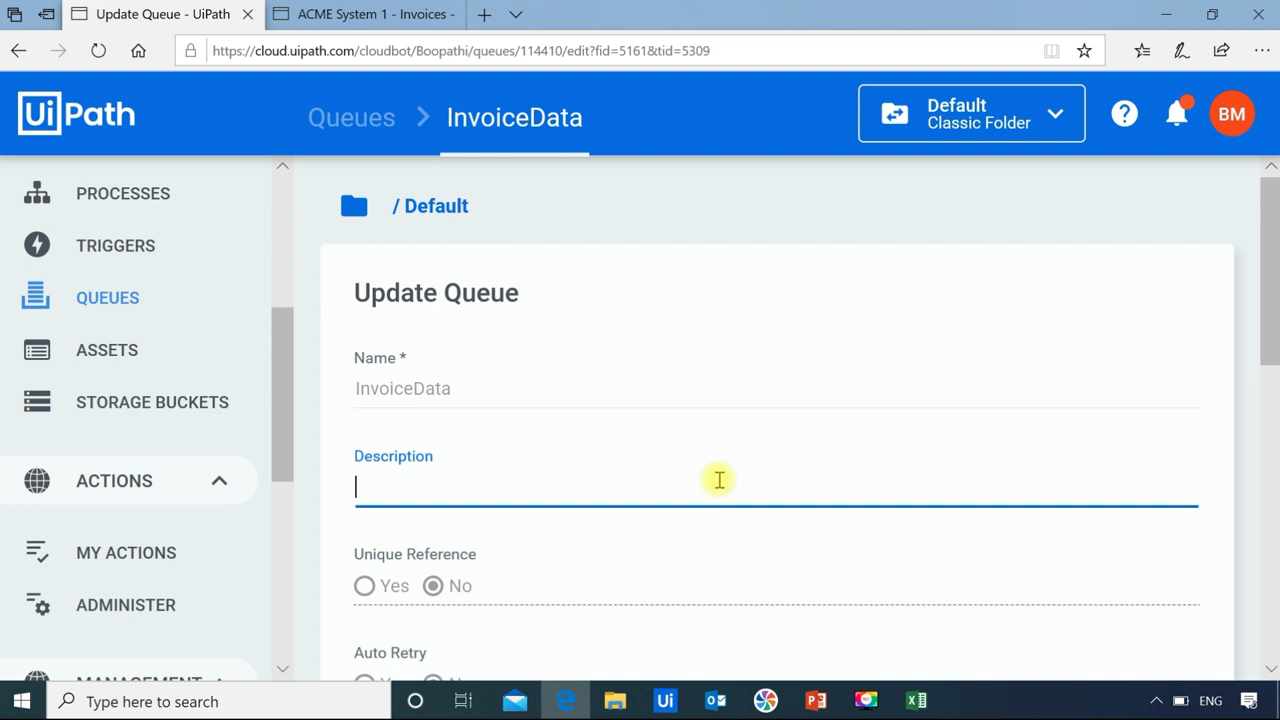 Update Queue - UiPath
ACME System 1 - Invoices -
https://cloud.uipath.com/cloudbot/Boopathi/queues/114410/edit?fid=5161&tid=5309
UiPath
Queues > InvoiceData
Default
Classic Folder
BM
PROCESSES
TRIGGERS
QUEUES
ASSETS
STORAGE BUCKETS
ACTIONS
MY ACTIONS
ADMINISTER
MANAGEMENT
/ Default
Update Queue
Name *
InvoiceData
Description
Unique Reference
Yes No
Auto Retry
Type here to search
Ui
ENG